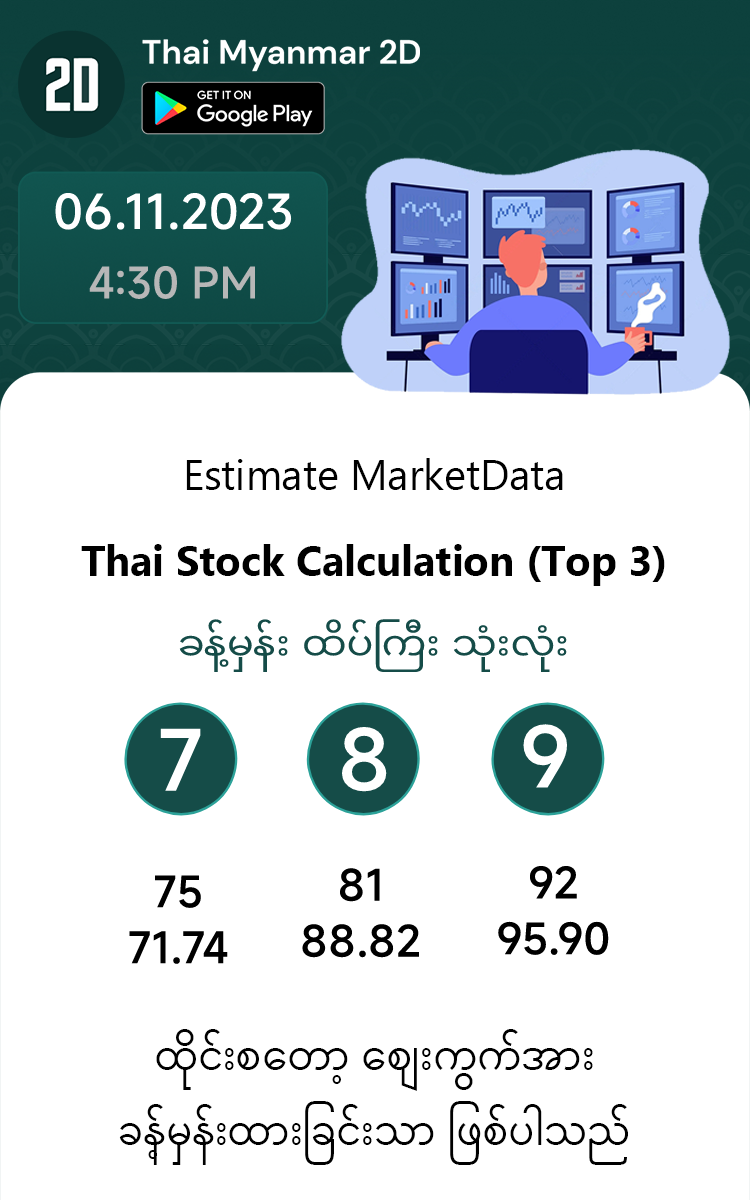 2D
Thai Myanmar 2D
GET IT ON
Google Play
06.11.2023
4:30 PM
Estimate MarketData
Thai Stock Calculation (Top 3)
ခန့်မှန်း ထိပ်ကြီး သုံးလုံး
7 8 9
75 81 92
71.74 88.82 95.90
ထိုင်းစတော့ ဈေးကွက်အား
ခန့်မှန်းထားခြင်းသာ ဖြစ်ပါသည်